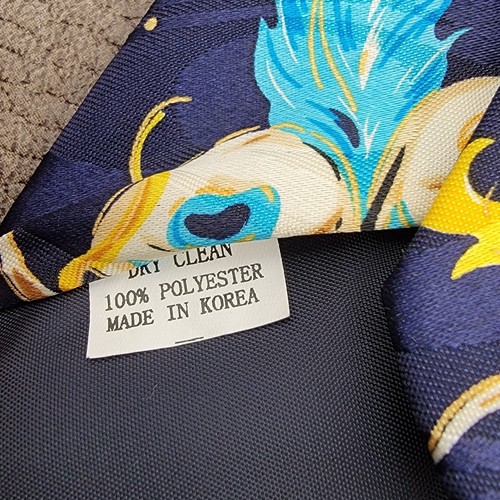 DRY CLEAN
100% POLYESTER
MADE IN KOREA